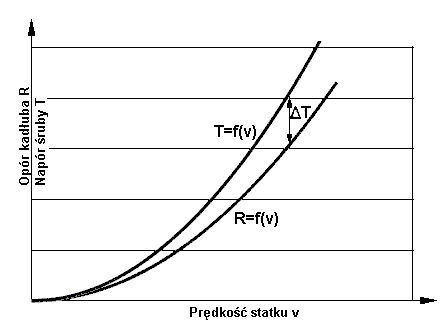 Opór kadłuba R
Napór śruby T
T=f(v)
ΔT
R=f(v)
Prędkość statku v